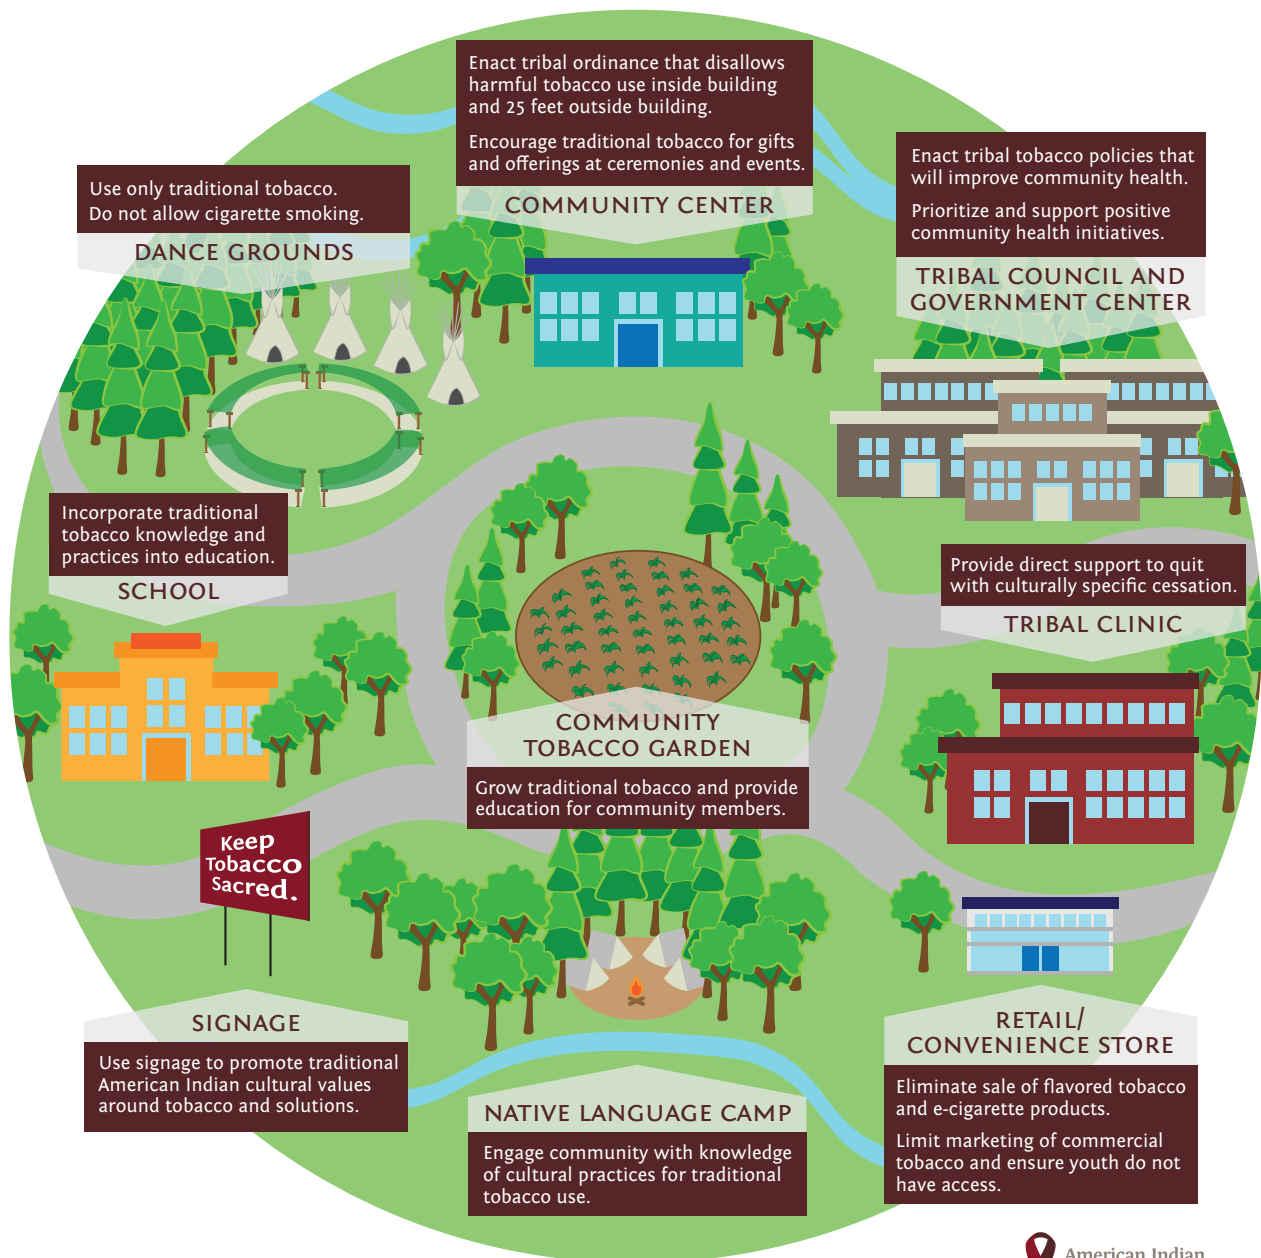 Enact tribal ordinance that disallows
harmful tobacco use inside building
and 25 feet outside building.
Encourage traditional tobacco for gifts
and offerings at ceremonies and events.
COMMUNITY CENTER
Use only traditional tobacco.
Do not allow cigarette smoking.
DANCE GROUNDS
Enact tribal tobacco policies that
will improve community health.
Prioritize and support positive
community health initiatives.
TRIBAL COUNCIL AND
GOVERNMENT CENTER
Incorporate traditional
tobacco knowledge and
practices into education.
SCHOOL
Provide direct support to quit
with culturally specific cessation.
TRIBAL CLINIC
COMMUNITY
TOBACCO GARDEN
Grow traditional tobacco and provide
education for community members.
Keep
Tobacco
Sacred.
SIGNAGE
Use signage to promote traditional
American Indian cultural values
around tobacco and solutions.
NATIVE LANGUAGE CAMP
Engage community with knowledge
of cultural practices for traditional
tobacco use.
RETAIL/
CONVENIENCE STORE
Eliminate sale of flavored tobacco
and e-cigarette products.
Limit marketing of commercial
tobacco and ensure youth do not
have access.
American Indian